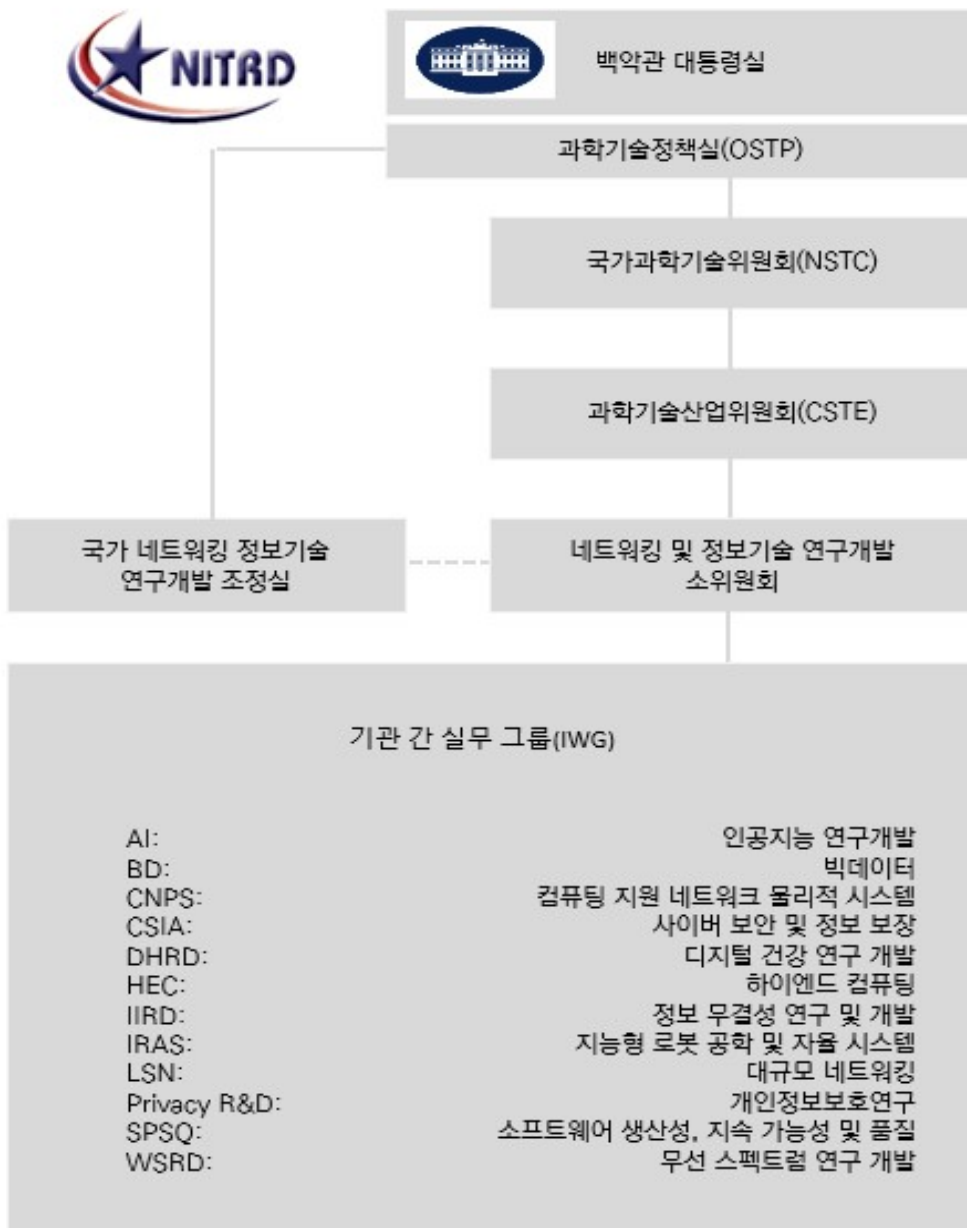 NITRD
백악관 대통령실
과학기술정책실(OSTP)
국가과학기술위원회(NSTC)
과학기술산업위원회(CSTE)
국가 네트워킹 정보기술
연구개발 조정실
네트워킹 및 정보기술 연구개발
소위원회
기관 간 실무 그룹(IWG)
AI: 인공지능 연구개발
BD: 빅데이터
CNPS: 컴퓨팅 지원 네트워크 물리적 시스템
CSIA: 사이버 보안 및 정보 보장
DHRD: 디지털 건강 연구 개발
HEC: 하이엔드 컴퓨팅
IIRD: 정보 무결성 연구 및 개발
IRAS: 지능형 로봇 공학 및 자율 시스템
LSN: 대규모 네트워킹
Privacy R&D: 개인정보보호연구
SPSQ: 소프트웨어 생산성, 지속 가능성 및 품질
WSRD: 무선 스펙트럼 연구 개발